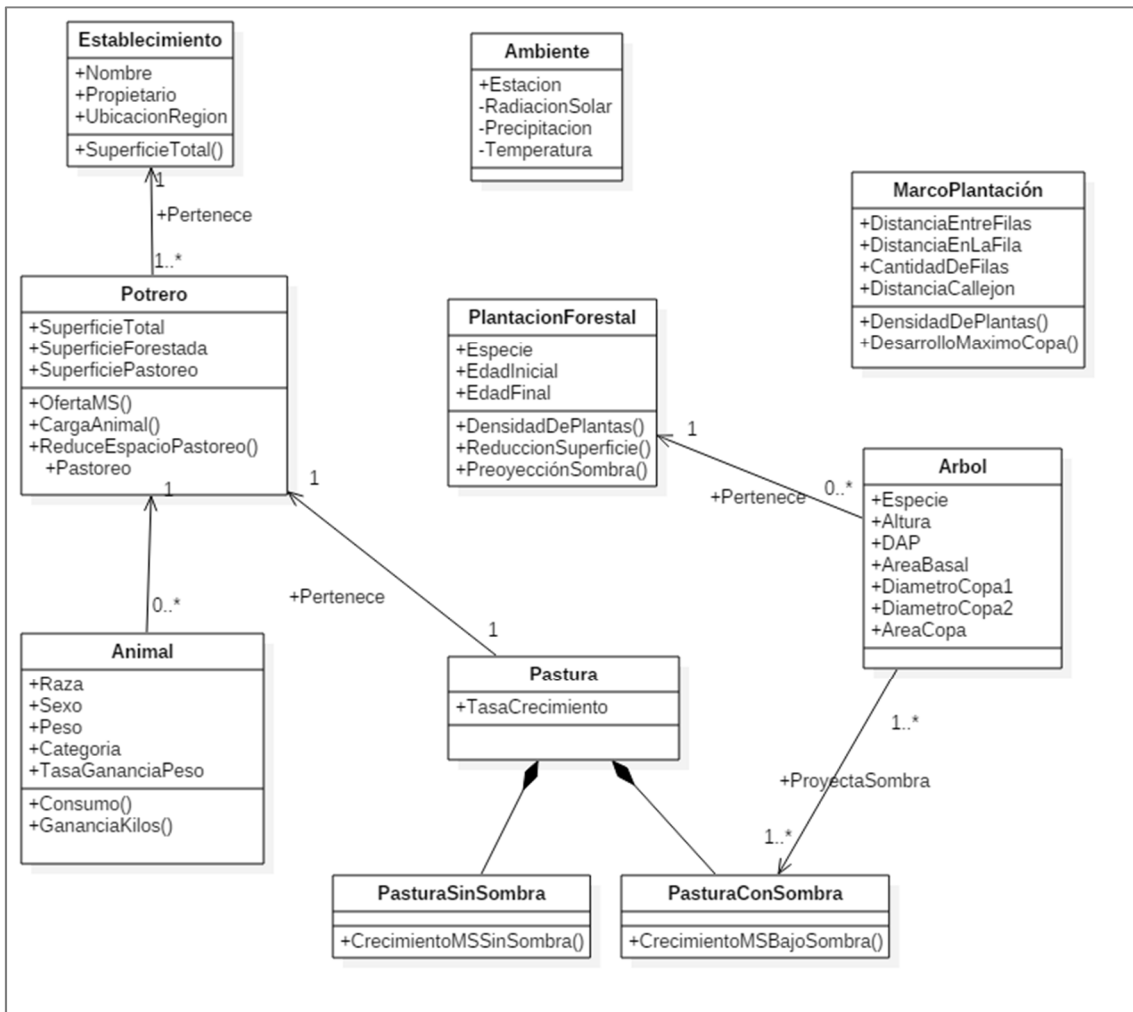 Establecimiento
+Nombre
+Propietario
+UbicacionRegion
+SuperficieTotal()
Ambiente
+Estacion
-RadiacionSolar
-Precipitacion
-Temperatura
MarcoPlantación
+DistanciaEntreFilas
+DistanciaEnLaFila
+CantidadDeFilas
+DistanciaCallejon
+DensidadDePlantas()
+DesarrolloMaximoCopa()
1
+Pertenece
1..*
Potrero
+SuperficieTotal
+SuperficieForestada
+SuperficiePastoreo
+OfertaMS()
+CargaAnimal()
+ReduceEspacioPastoreo()
+Pastoreo
1
1
PlantacionForestal
+Especie
+EdadInicial
+EdadFinal
+DensidadDePlantas()
+ReduccionSuperficie()
+PreoyecciónSombra()
1
+Pertenece
0..*
Arbol
+Especie
+Altura
+DAP
+AreaBasal
+DiametroCopa1
+DiametroCopa2
+AreaCopa
0..*
+Pertenece
1
Animal
+Raza
+Sexo
+Peso
+Categoria
+TasaGananciaPeso
+Consumo()
+GananciaKilos()
Pastura
+TasaCrecimiento
1..*
+ProyectaSombra
1..*
PasturaSinSombra
+CrecimientoMSSinSombra()
PasturaConSombra
+CrecimientoMSBajoSombra()